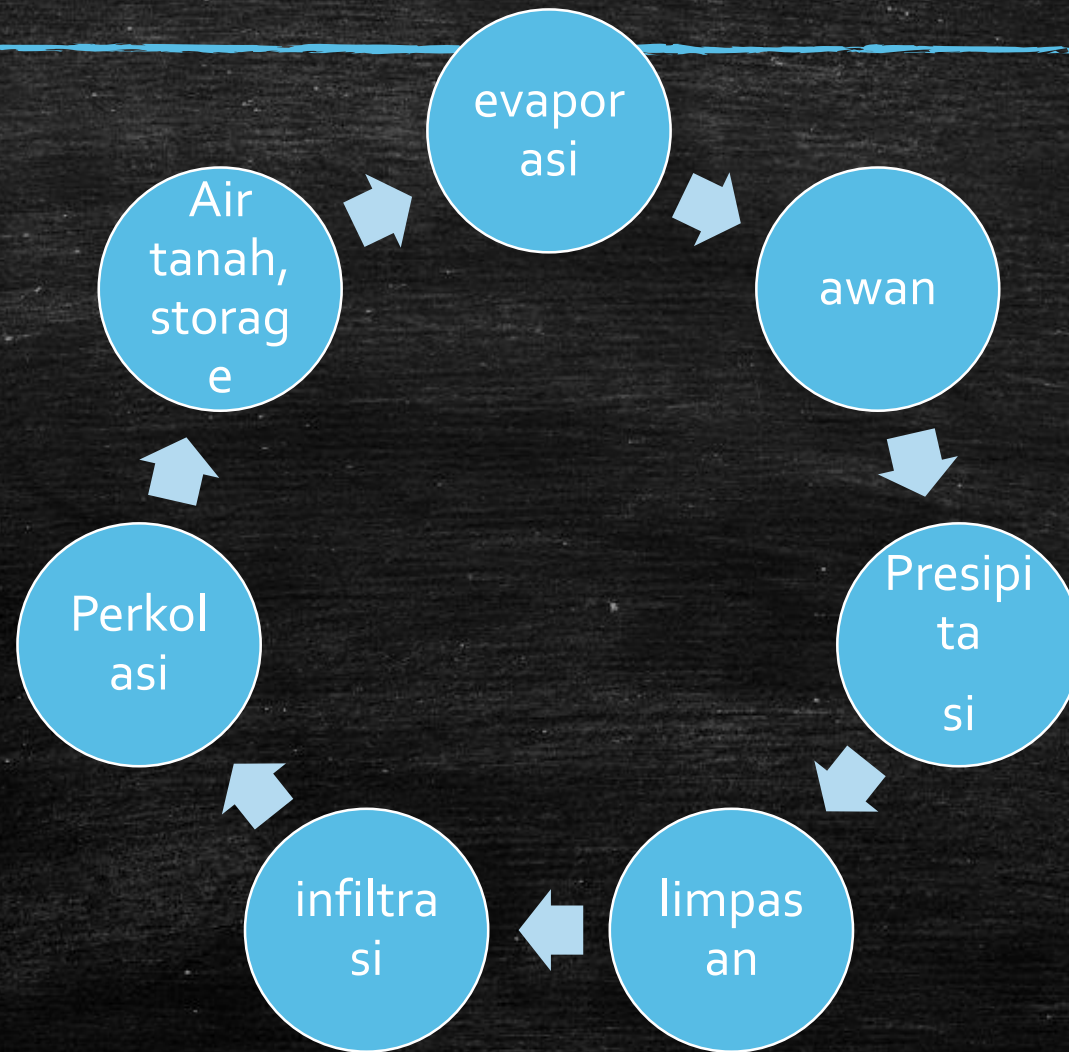 evapor
asi
awan
Presipi
ta
si
limpas
an
infiltra
si
Perkol
asi
Air
tanah,
storag
e